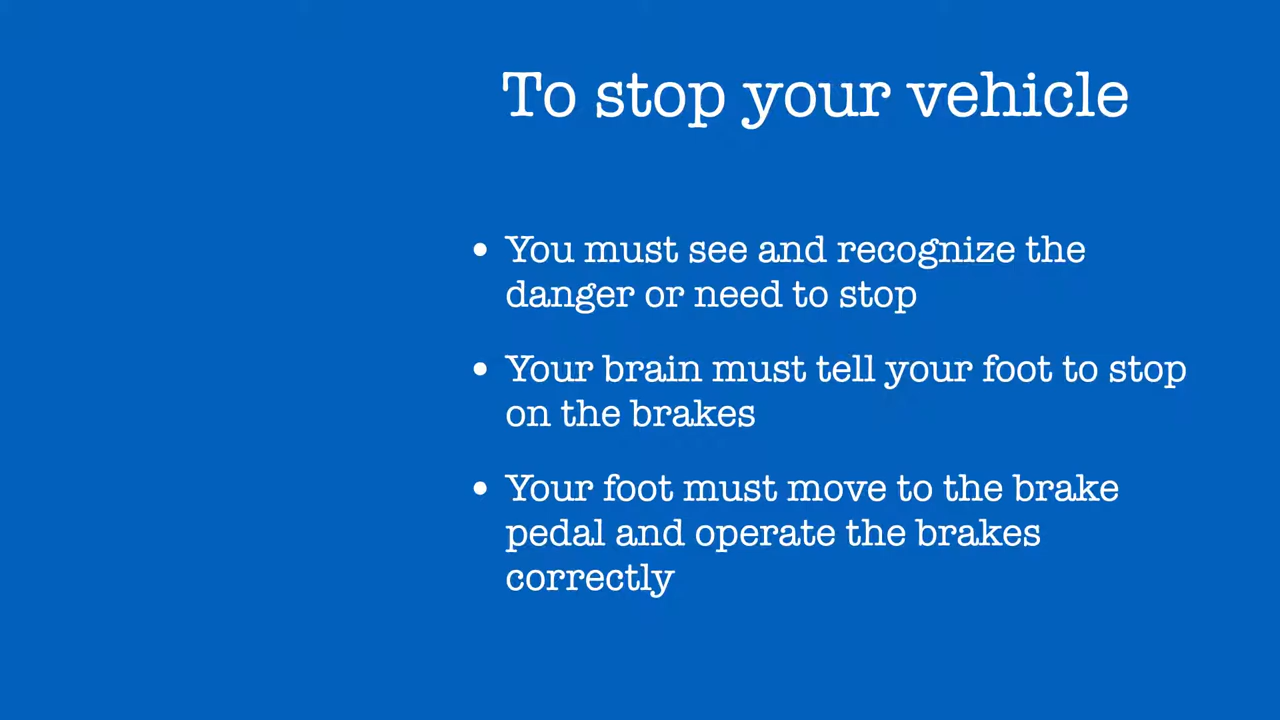 To stop your vehicle
• You must see and recognize the
danger or need to stop
• Your brain must tell your foot to stop
on the brakes
• Your foot must move to the brake
pedal and operate the brakes
correctly